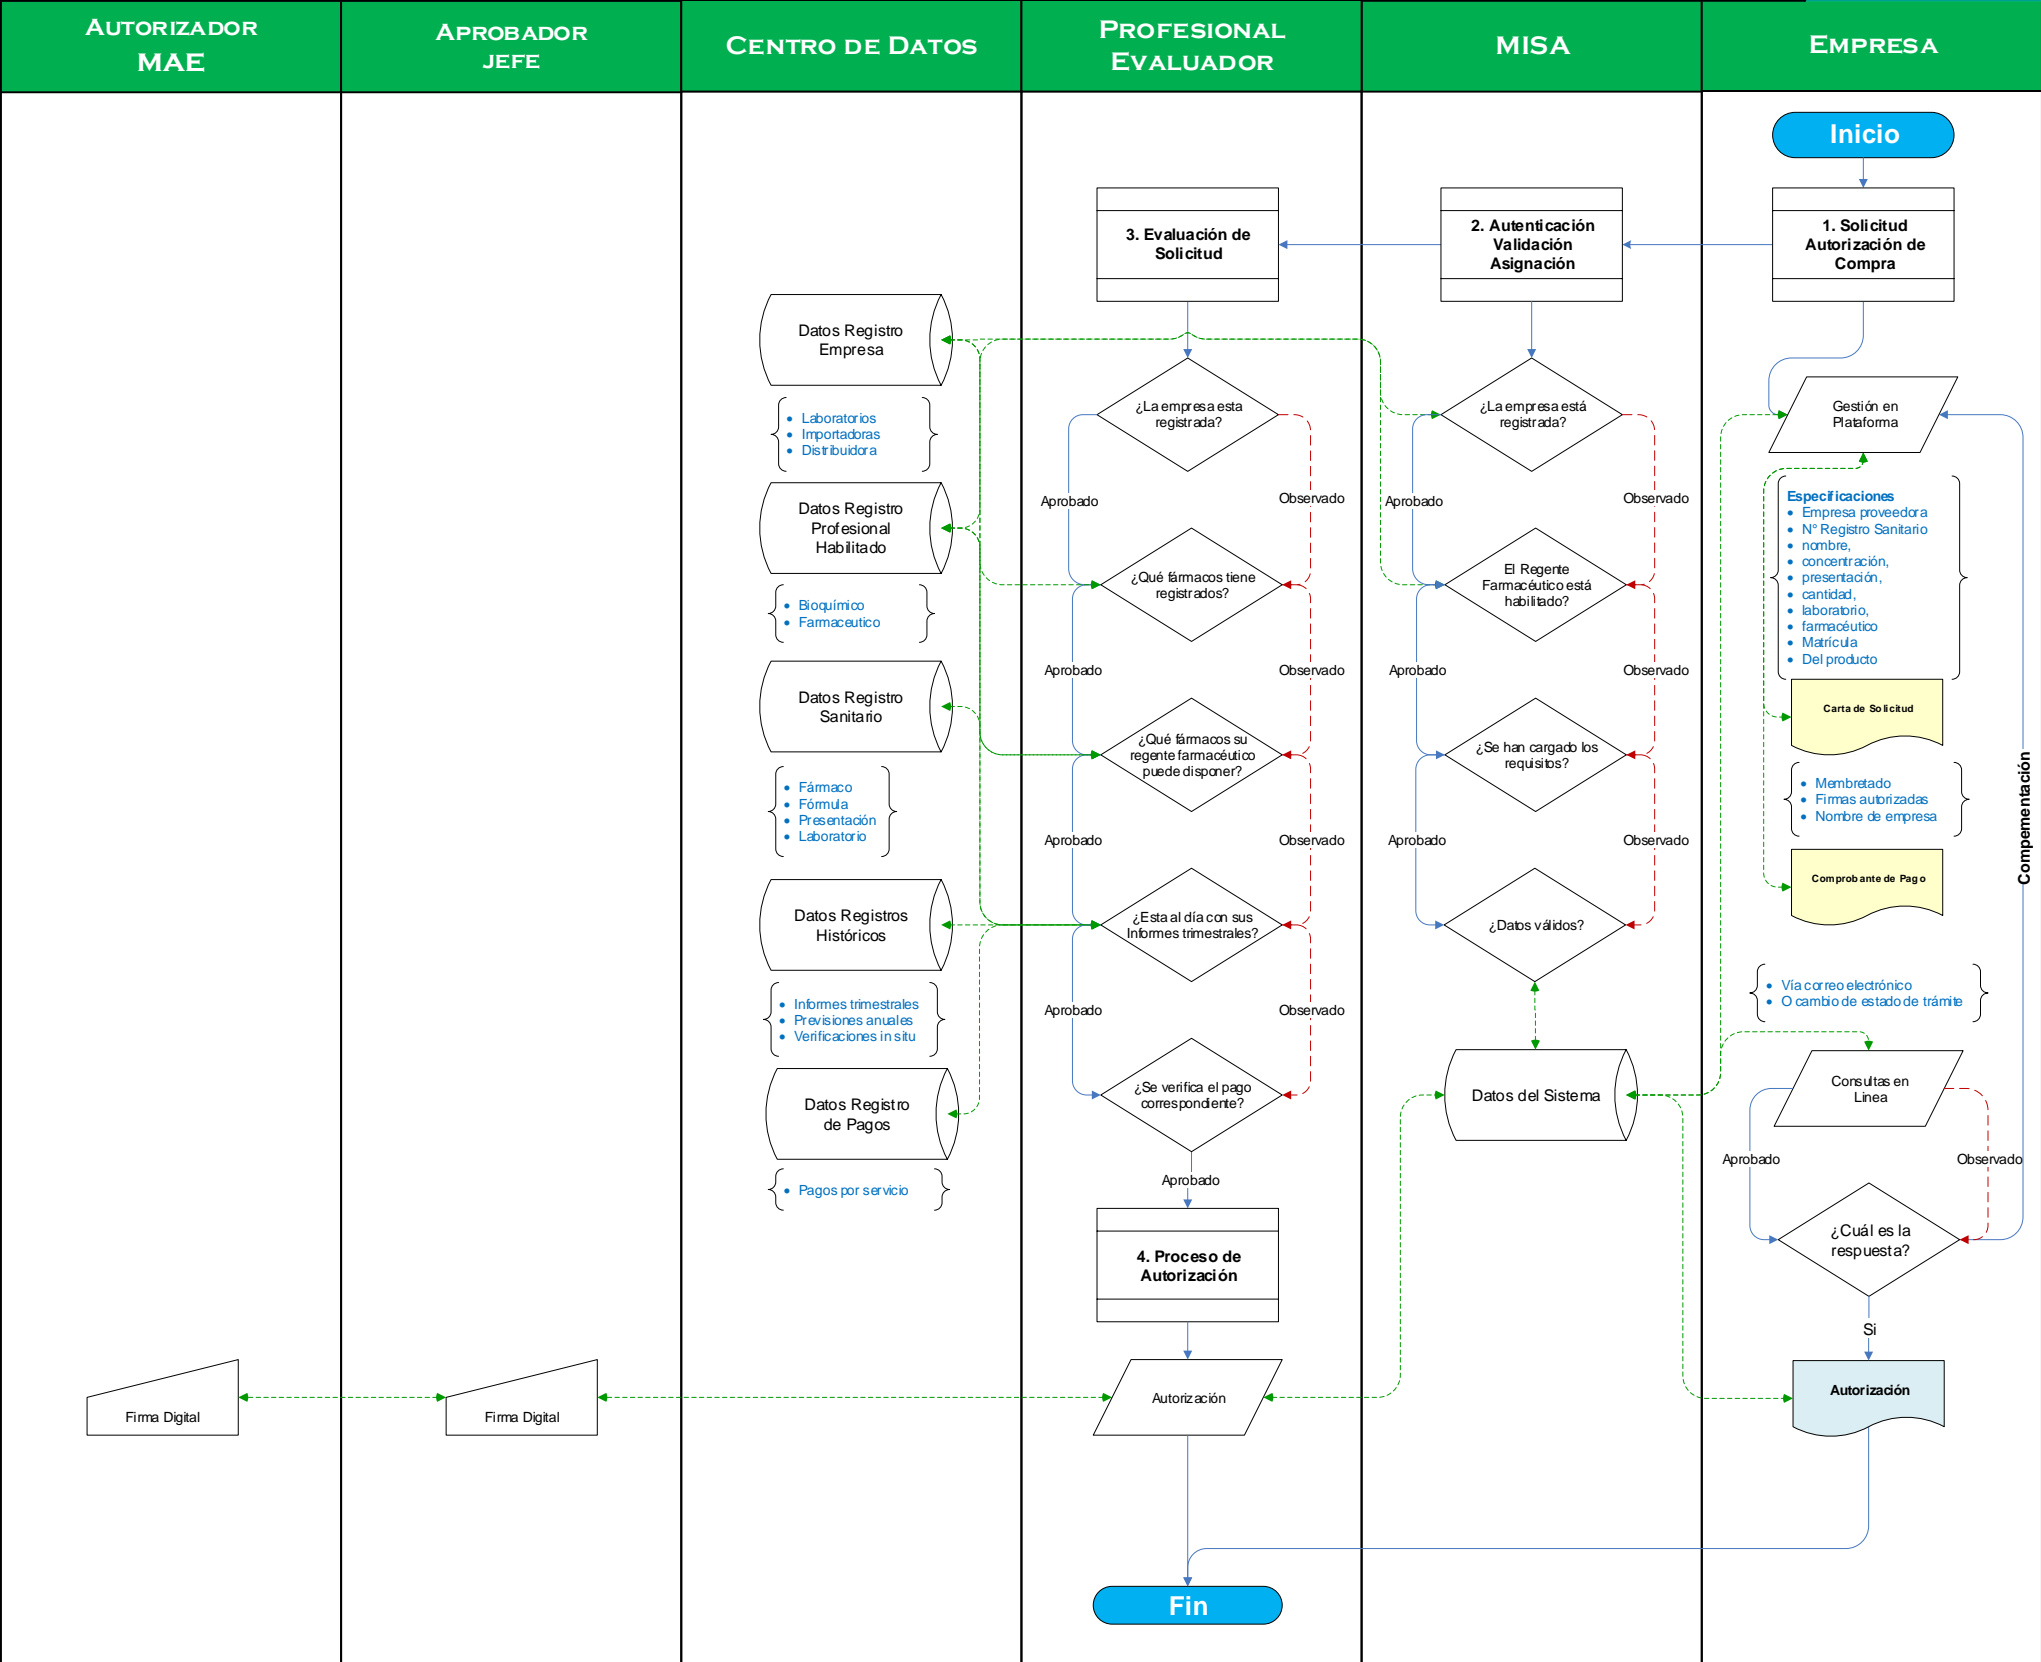 AUTORIZADOR
MAE
APROBADOR
JEFE
CENTRO DE DATOS
PROFESIONAL
EVALUADOR
MISA
EMPRESA
Inicio
3. Evaluación de
Solicitud
2. Autenticación
Validación
Asignación
1. Solicitud
Autorización de
Compra
Datos Registro
Empresa
• Laboratorios
• Importadoras
• Distribuidora
Datos Registro
Profesional
Habilitado
• Bioquímico
• Farmaceutico
Datos Registro
Sanitario
• Fármaco
• Fórmula
• Presentación
• Laboratorio
Datos Registros
Históricos
• Informes trimestrales
• Previsiones anuales
• Verificaciones in situ
Datos Registro
de Pagos
• Pagos por servicio
¿La empresa esta
registrada?
Aprobado
Observado
¿Qué fármacos tiene
registrados?
Aprobado
Observado
¿Qué fármacos su
regente farmacéutico
puede disponer?
Aprobado
Observado
¿Esta al día con sus
Informes trimestrales?
Aprobado
Observado
¿Se verifica el pago
correspondiente?
Aprobado
4. Proceso de
Autorización
Autorización
Fin
¿La empresa está
registrada?
Aprobado
Observado
El Regente
Farmacéutico está
habilitado?
Aprobado
Observado
¿Se han cargado los
requisitos?
Aprobado
Observado
¿Datos válidos?
Datos del Sistema
Gestión en
Plataforma
Especificaciones
• Empresa proveedora
• N° Registro Sanitario
• nombre,
• concentración,
• presentación,
• cantidad,
• laboratorio,
• farmacéutico
• Matrícula
• Del producto
Carta de Solicitud
• Membretado
• Firmas autorizadas
• Nombre de empresa
Comprobante de Pago
Compementación
• Vía correo electrónico
• O cambio de estado de trámite
Consultas en
Linea
Aprobado
Observado
¿Cuál es la
respuesta?
Si
Autorización
Firma Digital
Firma Digital